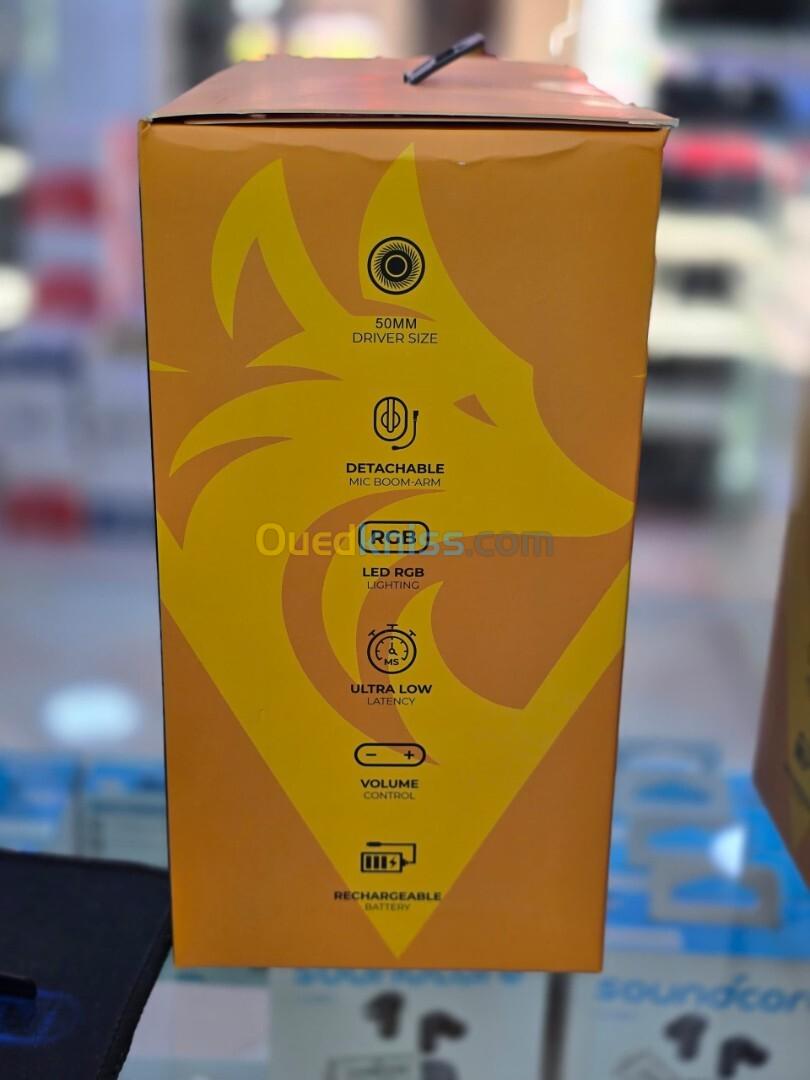 50MM
DRIVER SIZE
DETACHABLE
MIC BOOM-ARM
Ouedkniss.com
RGB
LED RGB
LIGHTING
MS
ULTRA LOW
LATENCY
- +
VOLUME
CONTROL
RECHARGEABLE
BATTERY
soundcore
soundcor